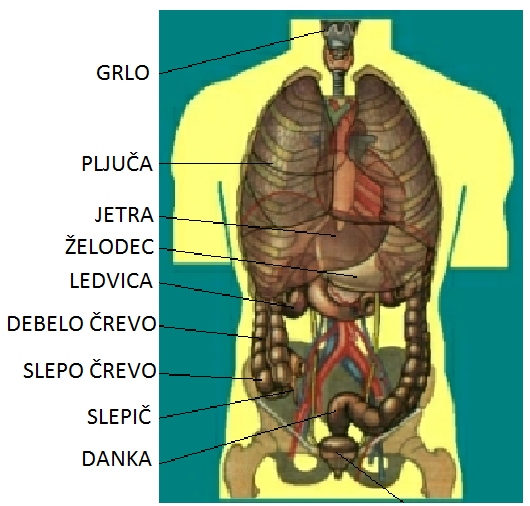 GRLO
PLJUČA
JETRA
ŽELODEC
LEDVICA
DEBELO ČREVO
SLEPO ČREVO
SLEPIČ
DANKA